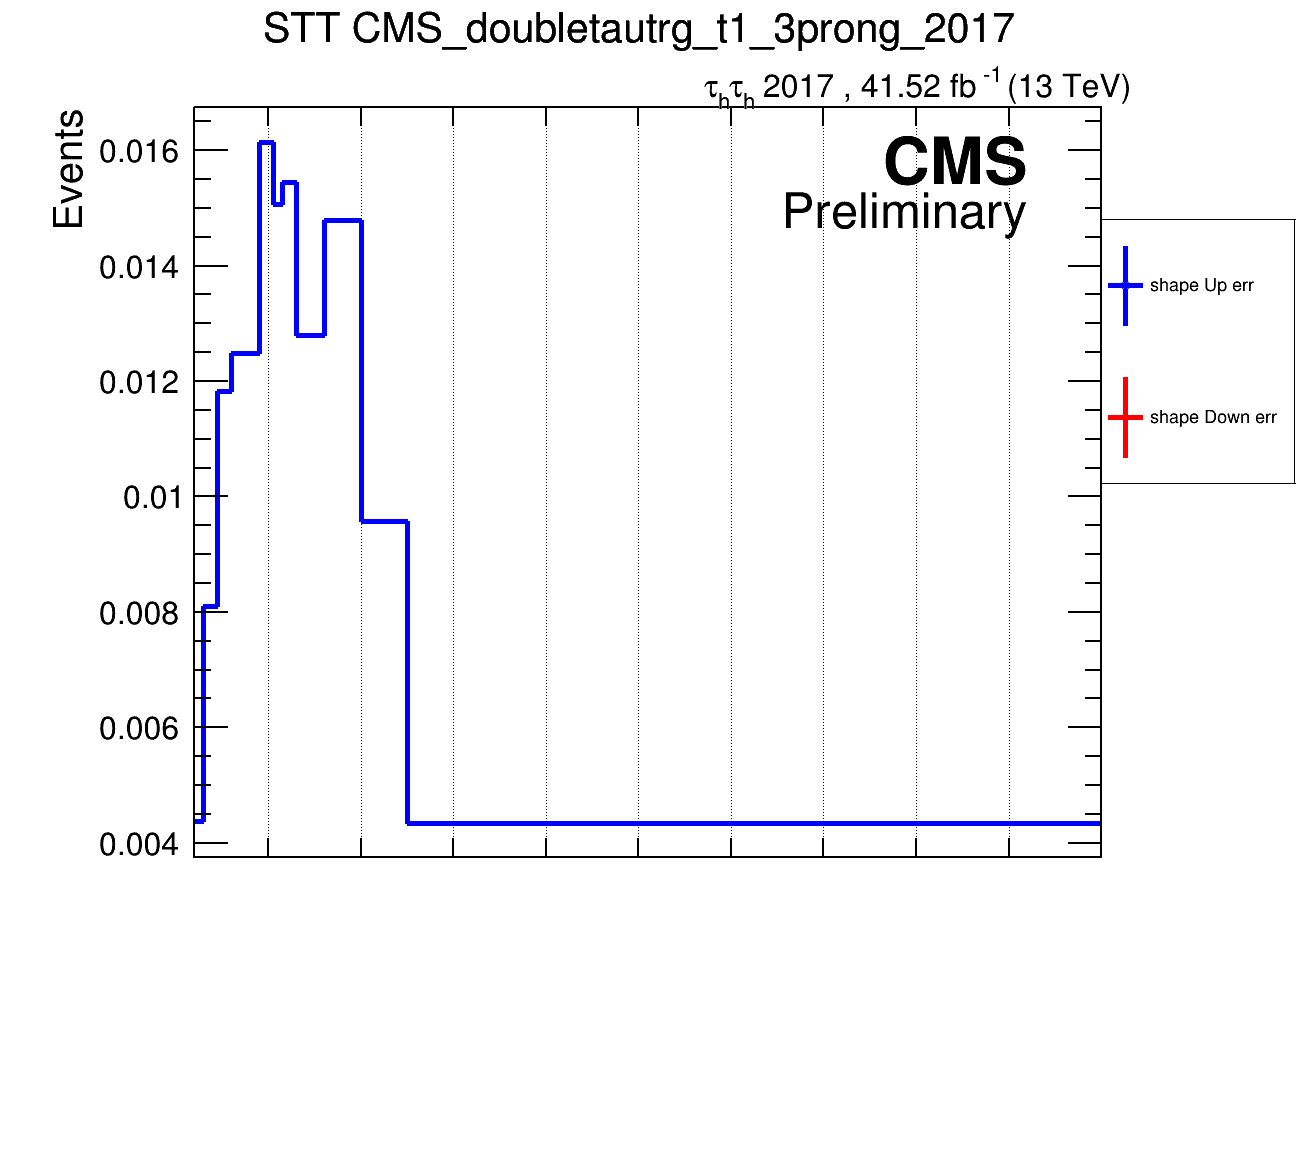 STT CMS_doubletautrg_t1_3prong_2017
τhτh 2017 , 41.52 fb -1 (13 TeV)
Events
CMS
Preliminary
0.016
0.014
0.012
0.01
0.008
0.006
0.004
shape Up err
shape Down err